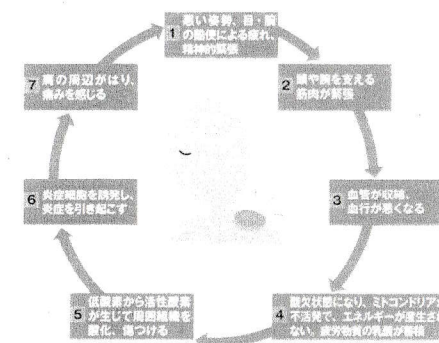 1 悪い姿勢、目・腕
の酷使による疲れ、
精神的緊張
2 頭や腕を支える
筋肉が緊張
3 血管が収縮、
血行が悪くなる
4 酸欠状態になり、ミトコンドリアが
不活発で、エネルギーが産生され
ない、疲労物質の乳酸が蓄積
5 低酸素から活性酸素
が生じて周囲組織を
酸化、傷つける
6 炎症細胞を誘発し、
炎症を引き起こす
7 肩の周辺がはり、
痛みを感じる